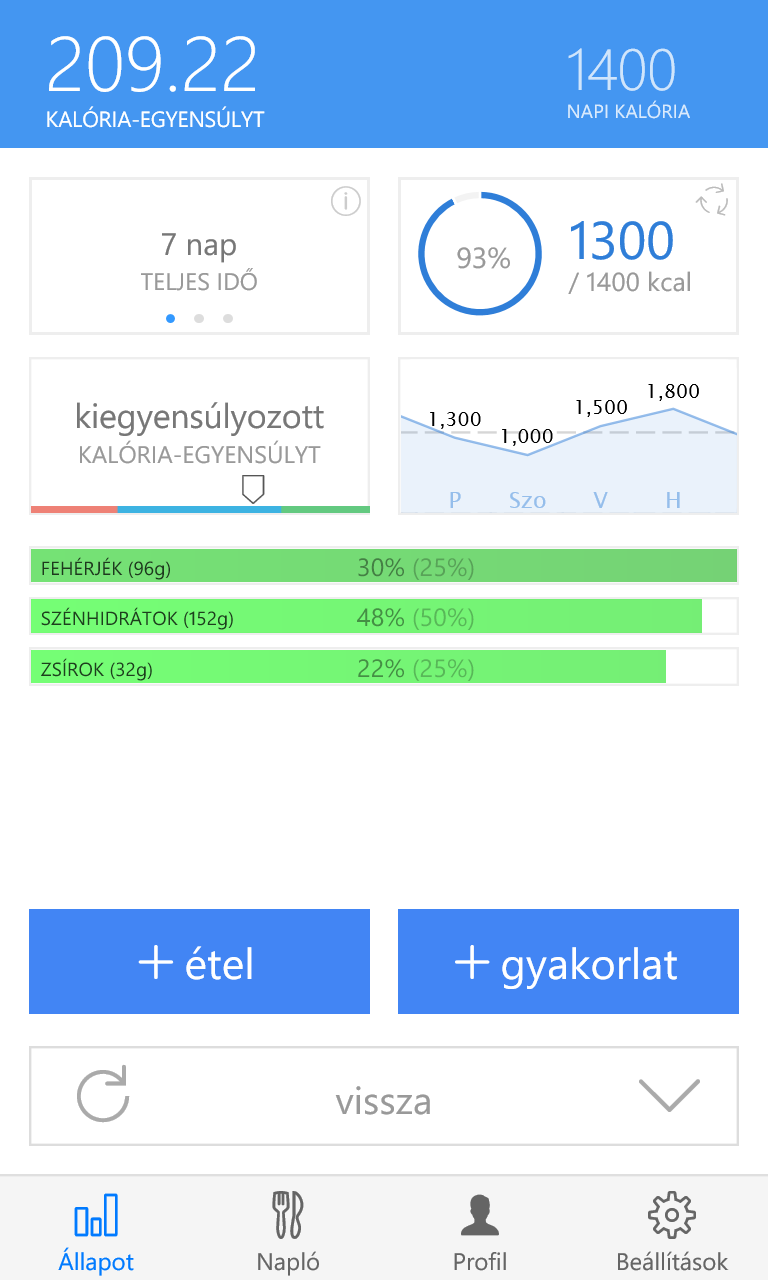 209.22
KALÓRIA-EGYENSÚLYT
1400
NAPI KALÓRIA
7 nap
TELJES IDŐ
93%
1300
/ 1400 kcal
kiegyensúlyozott
KALÓRIA-EGYENSÚLYT
1,300
1,000
1,500
1,800
P Szo V H
FEHÉRJÉK (96g) 30% (25%)
SZÉNHIDRÁTOK (152g) 48% (50%)
ZSÍROK (32g) 22% (25%)
+ étel
+ gyakorlat
vissza
Állapot Napló Profil Beállítások